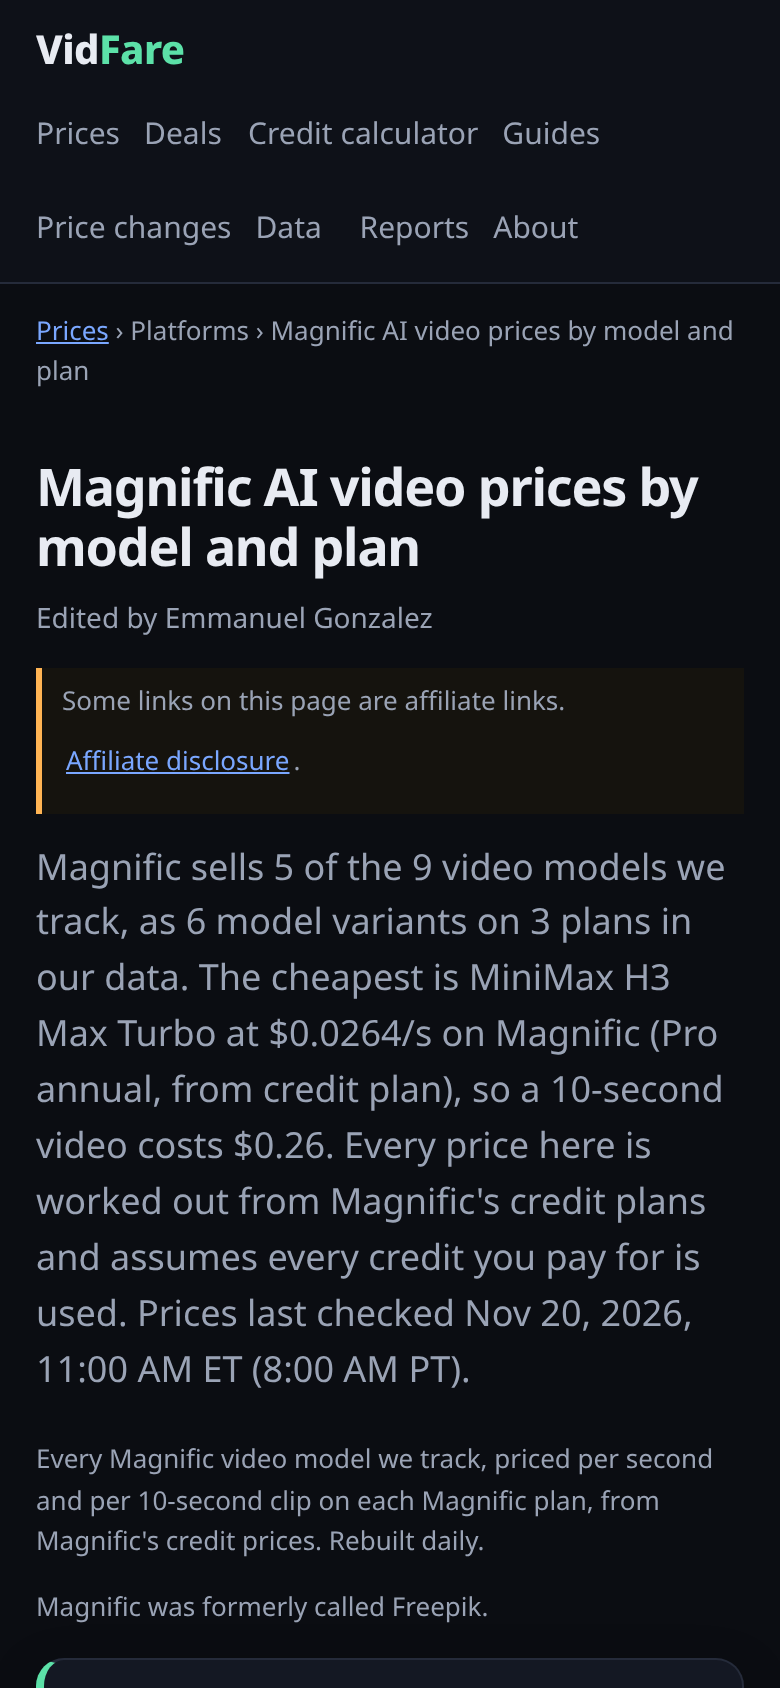 VidFare
Prices Deals Credit calculator Guides
Price changes Data Reports About
Prices › Platforms › Magnific AI video prices by model and
plan
Magnific AI video prices by
model and plan
Edited by Emmanuel Gonzalez
Some links on this page are affiliate links.
Affiliate disclosure.
Magnific sells 5 of the 9 video models we
track, as 6 model variants on 3 plans in
our data. The cheapest is MiniMax H3
Max Turbo at $0.0264/s on Magnific (Pro
annual, from credit plan), so a 10-second
video costs $0.26. Every price here is
worked out from Magnific's credit plans
and assumes every credit you pay for is
used. Prices last checked Nov 20, 2026,
11:00 AM ET (8:00 AM PT).
Every Magnific video model we track, priced per second
and per 10-second clip on each Magnific plan, from
Magnific's credit prices. Rebuilt daily.
Magnific was formerly called Freepik.